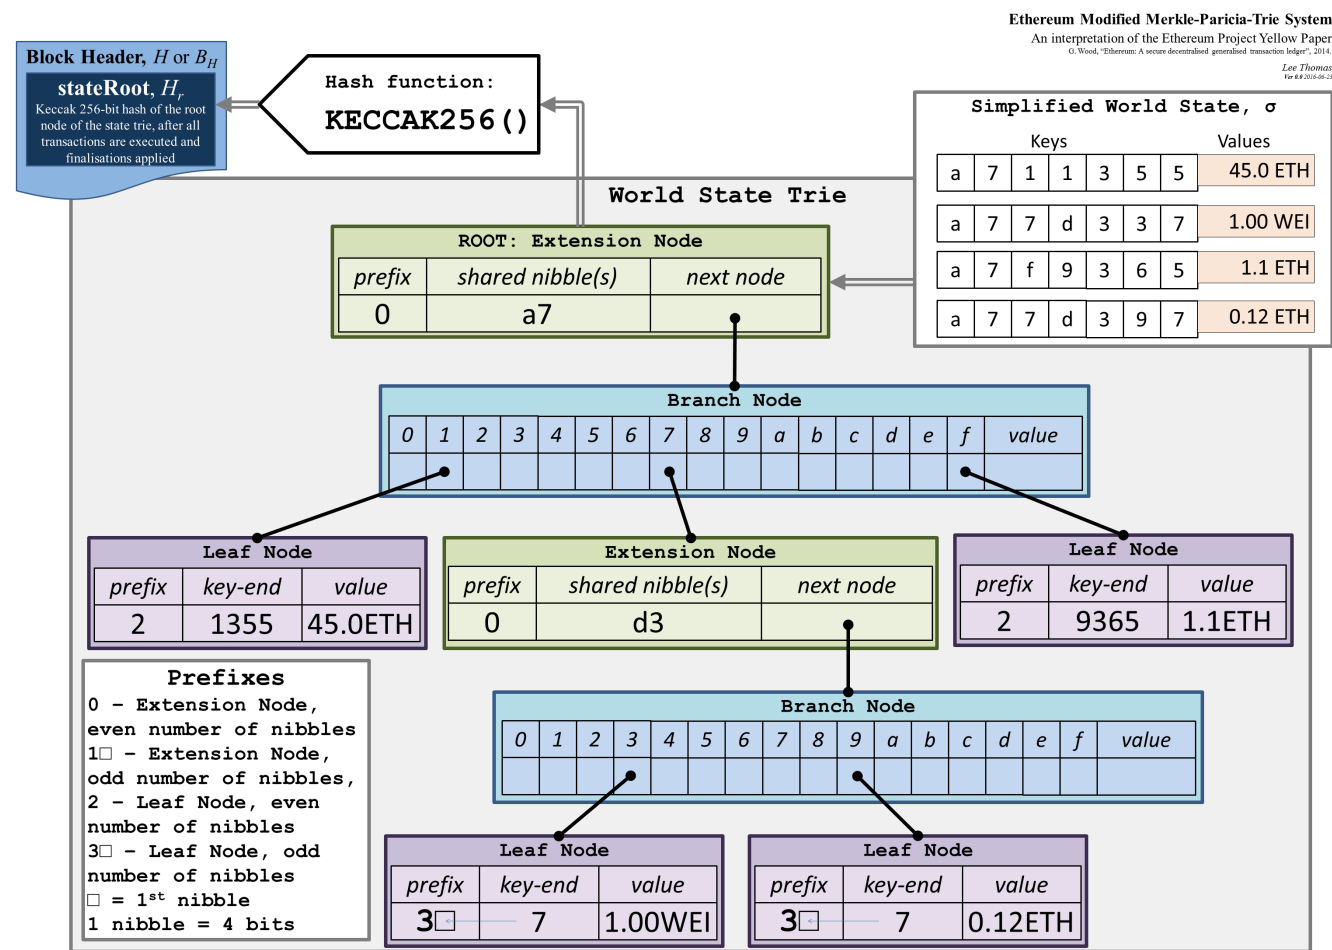 Ethereum Modified Merkle-Paricia-Trie System
An interpretation of the Ethereum Project Yellow Paper
G. Wood, “Ethereum: A secure decentralised generalised transaction ledger”, 2014.
Lee Thomas
Ver 0.0 2016-06-23
Block Header, H or B_H
stateRoot, H_r
Keccak 256-bit hash of the root
node of the state trie, after all
transactions are executed and
finalisations applied
Hash function:
KECCAK256()
Simplified World State, σ
Keys Values
a 7 1 1 3 5 5 45.0 ETH
a 7 7 d 3 3 7 1.00 WEI
a 7 f 9 3 6 5 1.1 ETH
a 7 7 d 3 9 7 0.12 ETH
World State Trie
ROOT: Extension Node
prefix shared nibble(s) next node
0 a7
Branch Node
0 1 2 3 4 5 6 7 8 9 a b c d e f value
Leaf Node
prefix key-end value
2 1355 45.0ETH
Extension Node
prefix shared nibble(s) next node
0 d3
Leaf Node
prefix key-end value
2 9365 1.1ETH
Prefixes
0 – Extension Node,
even number of nibbles
1□ – Extension Node,
odd number of nibbles,
2 – Leaf Node, even
number of nibbles
3□ – Leaf Node, odd
number of nibbles
□ = 1st nibble
1 nibble = 4 bits
Branch Node
0 1 2 3 4 5 6 7 8 9 a b c d e f value
Leaf Node
prefix key-end value
3□ 7 1.00WEI
Leaf Node
prefix key-end value
3□ 7 0.12ETH